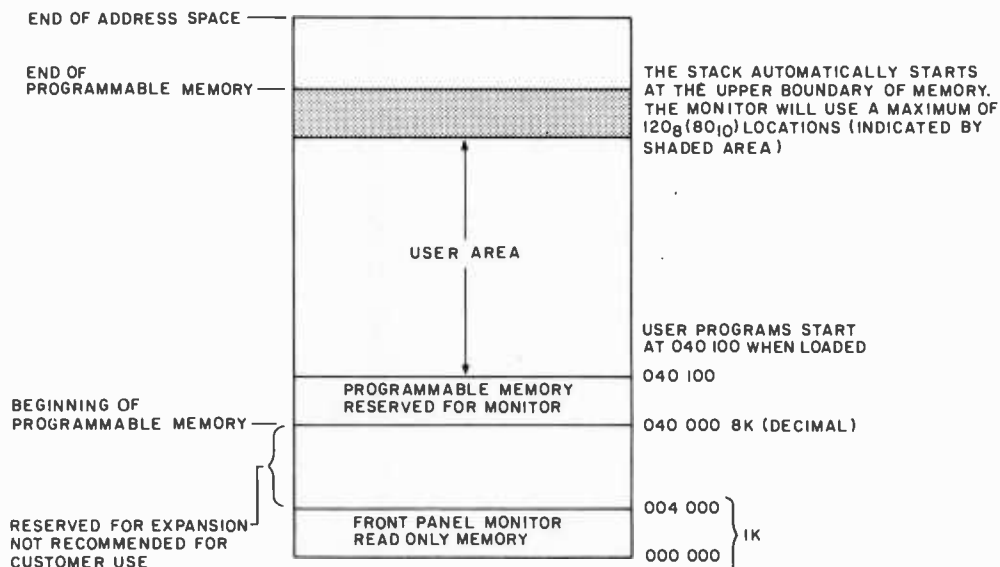 END OF ADDRESS SPACE
END OF
PROGRAMMABLE MEMORY
THE STACK AUTOMATICALLY STARTS
AT THE UPPER BOUNDARY OF MEMORY.
THE MONITOR WILL USE A MAXIMUM OF
120₈(80₁₀) LOCATIONS (INDICATED BY
SHADED AREA)
USER AREA
USER PROGRAMS START
AT 040 100 WHEN LOADED
040 100
PROGRAMMABLE MEMORY
RESERVED FOR MONITOR
BEGINNING OF
PROGRAMMABLE MEMORY
040 000 8K (DECIMAL)
RESERVED FOR EXPANSION
NOT RECOMMENDED FOR
CUSTOMER USE
FRONT PANEL MONITOR
READ ONLY MEMORY
004 000
1K
000 000